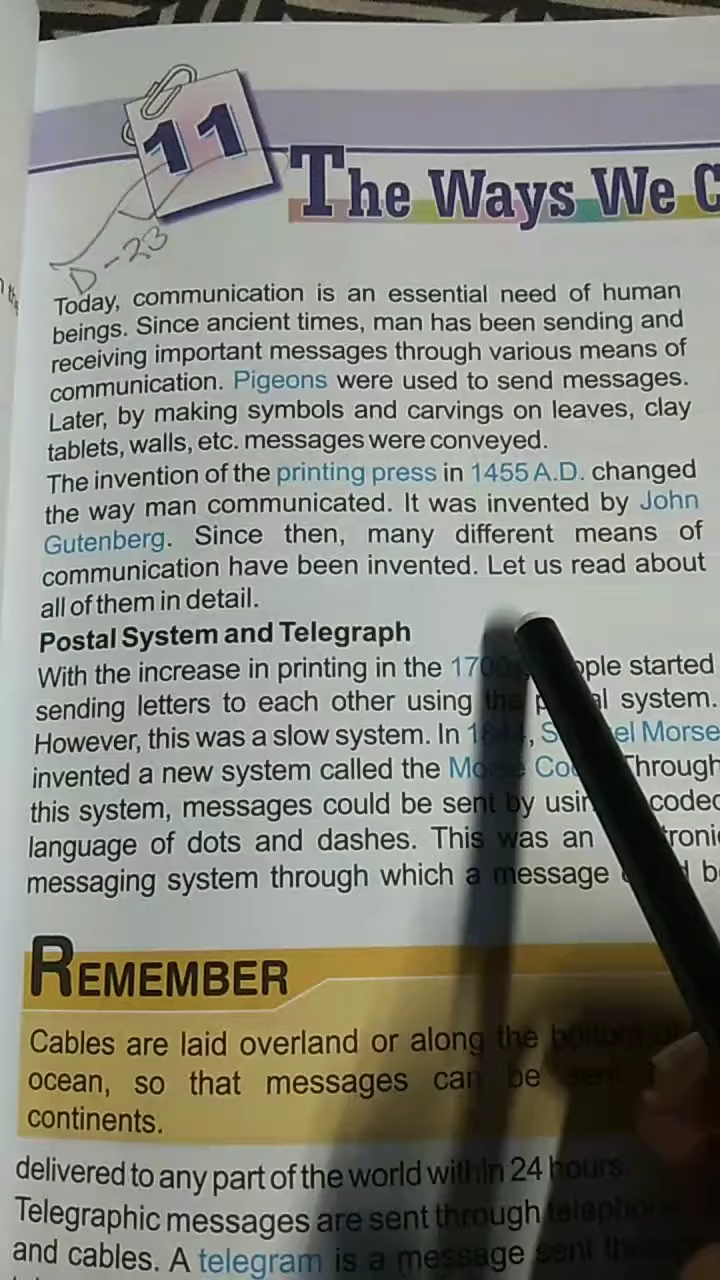 11
The Ways We C
D-23
Today, communication is an essential need of human
beings. Since ancient times, man has been sending and
receiving important messages through various means of
communication. Pigeons were used to send messages.
Later, by making symbols and carvings on leaves, clay
tablets, walls, etc. messages were conveyed.
The invention of the printing press in 1455 A.D. changed
the way man communicated. It was invented by John
Gutenberg. Since then, many different means of
communication have been invented. Let us read about
all of them in detail.
Postal System and Telegraph
With the increase in printing in the started
sending letters to each other using the system.
However, this was a slow system. In Morse
invented a new system called the Through
this system, messages could be sent by using coded
language of dots and dashes. This was an
messaging system through which a message
REMEMBER
Cables are laid overland or along the bottom of
ocean, so that messages can be sent
continents.
delivered to any part of the world within 24 hours
Telegraphic messages are sent through
and cables. A telegram is a message sent